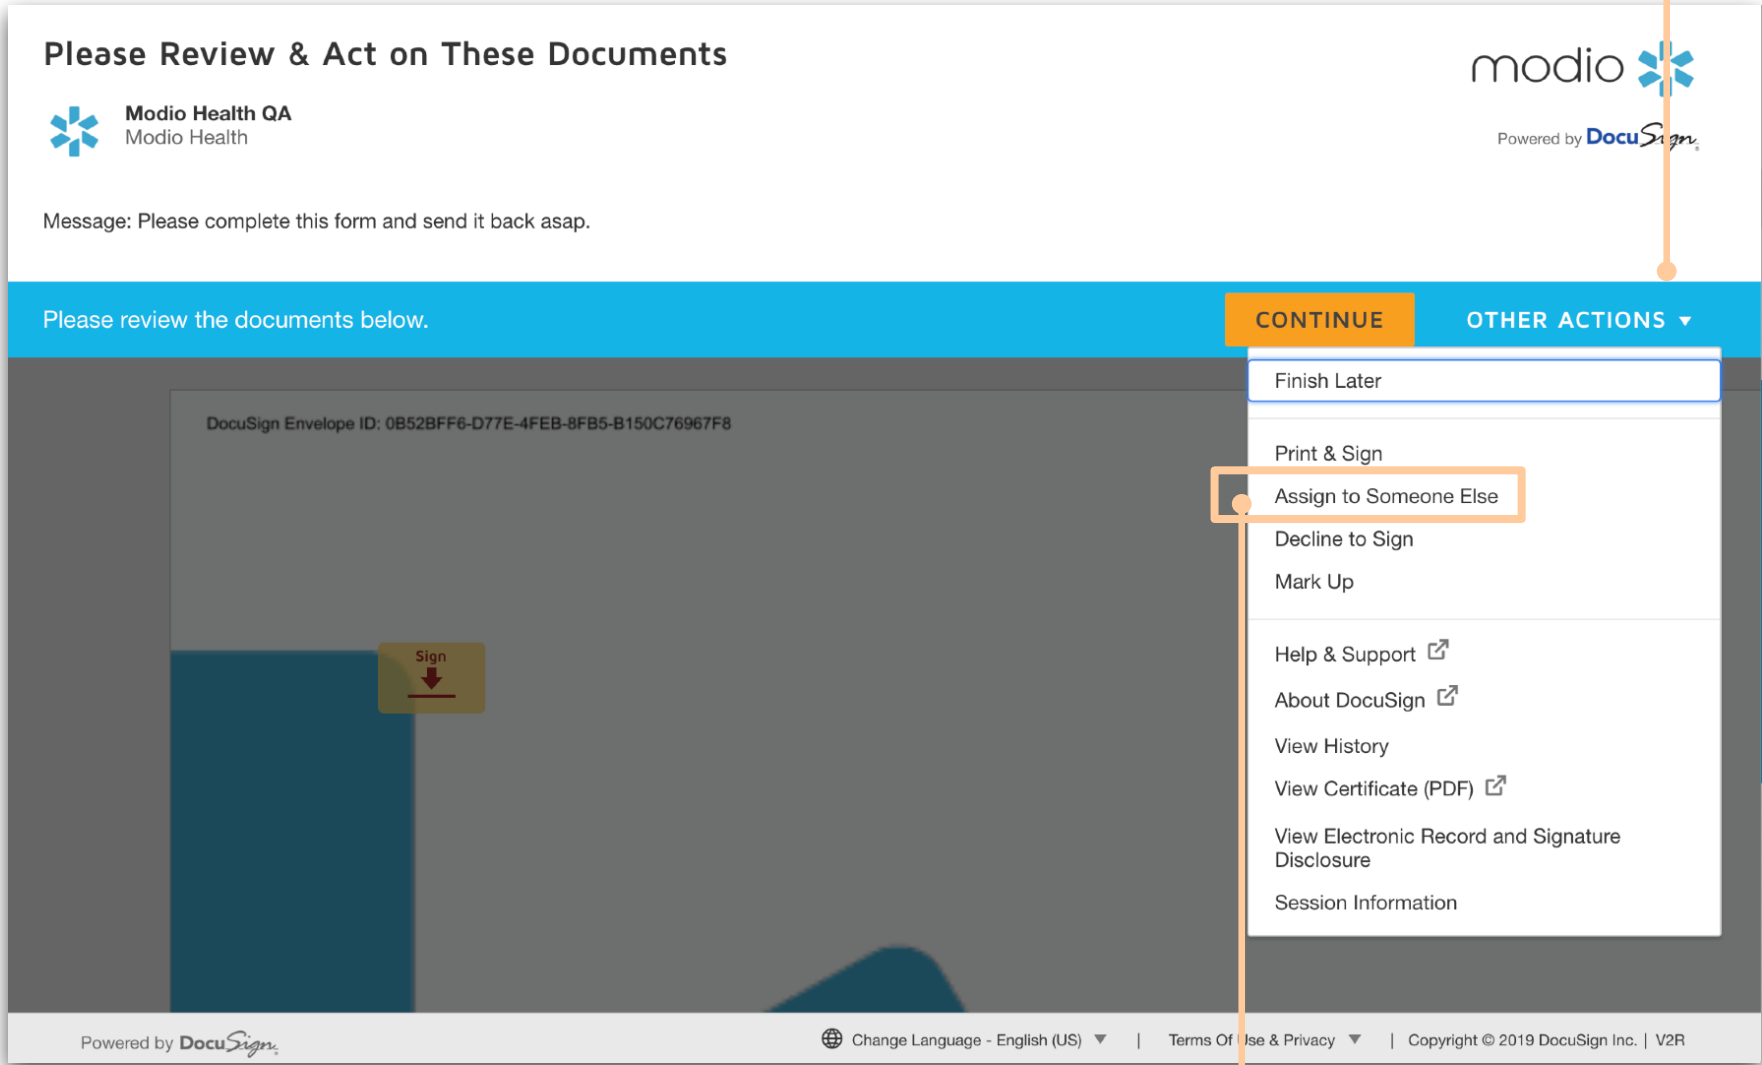 Please Review & Act on These Documents
modio
Modio Health QA
Modio Health
Powered by DocuSign
Message: Please complete this form and send it back asap.
Please review the documents below.
CONTINUE
OTHER ACTIONS
Finish Later
DocuSign Envelope ID: 0B52BFF6-D77E-4FEB-8FB5-B150C76967F8
Print & Sign
Assign to Someone Else
Decline to Sign
Mark Up
Sign
Help & Support
About DocuSign
View History
View Certificate (PDF)
View Electronic Record and Signature
Disclosure
Session Information
Powered by DocuSign
Change Language - English (US) | Terms Of Use & Privacy | Copyright © 2019 DocuSign Inc. | V2R